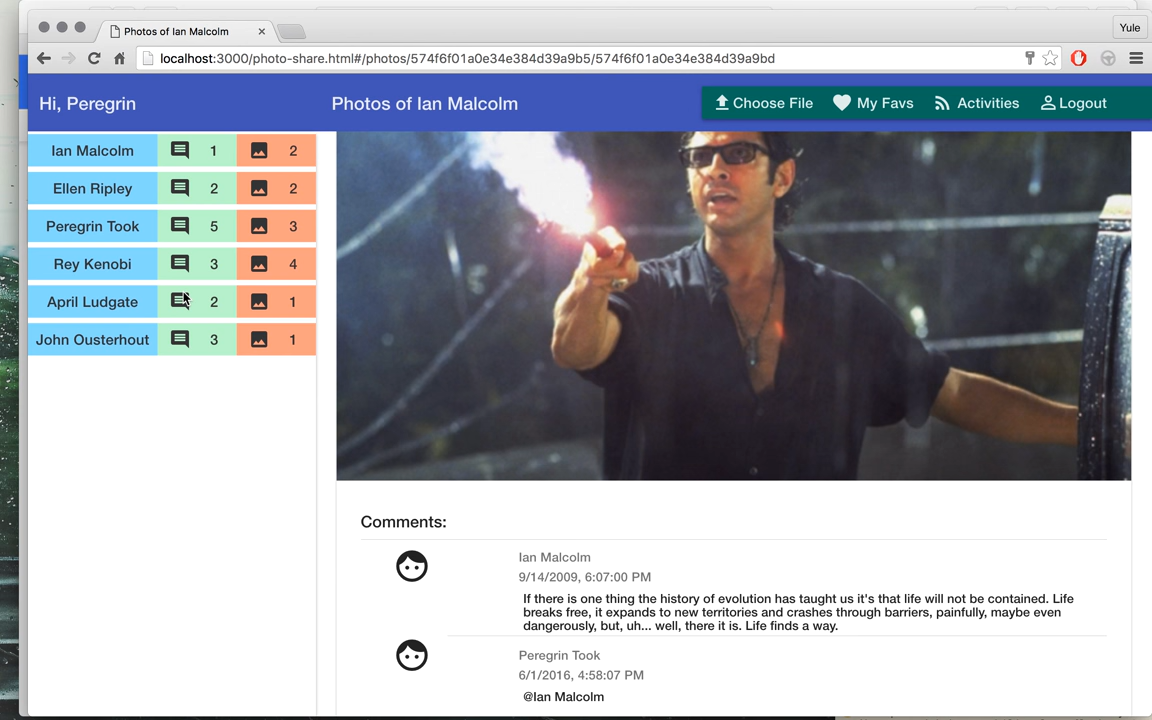 Photos of Ian Malcolm
Yule
localhost:3000/photo-share.html#/photos/574f6f01a0e34e384d39a9b5/574f6f01a0e34e384d39a9bd
Hi, Peregrin
Photos of Ian Malcolm
Choose File My Favs Activities Logout
Ian Malcolm 1 2
Ellen Ripley 2 2
Peregrin Took 5 3
Rey Kenobi 3 4
April Ludgate 2 1
John Ousterhout 3 1
Comments:
Ian Malcolm
9/14/2009, 6:07:00 PM
If there is one thing the history of evolution has taught us it's that life will not be contained. Life
breaks free, it expands to new territories and crashes through barriers, painfully, maybe even
dangerously, but, uh... well, there it is. Life finds a way.
Peregrin Took
6/1/2016, 4:58:07 PM
@Ian Malcolm